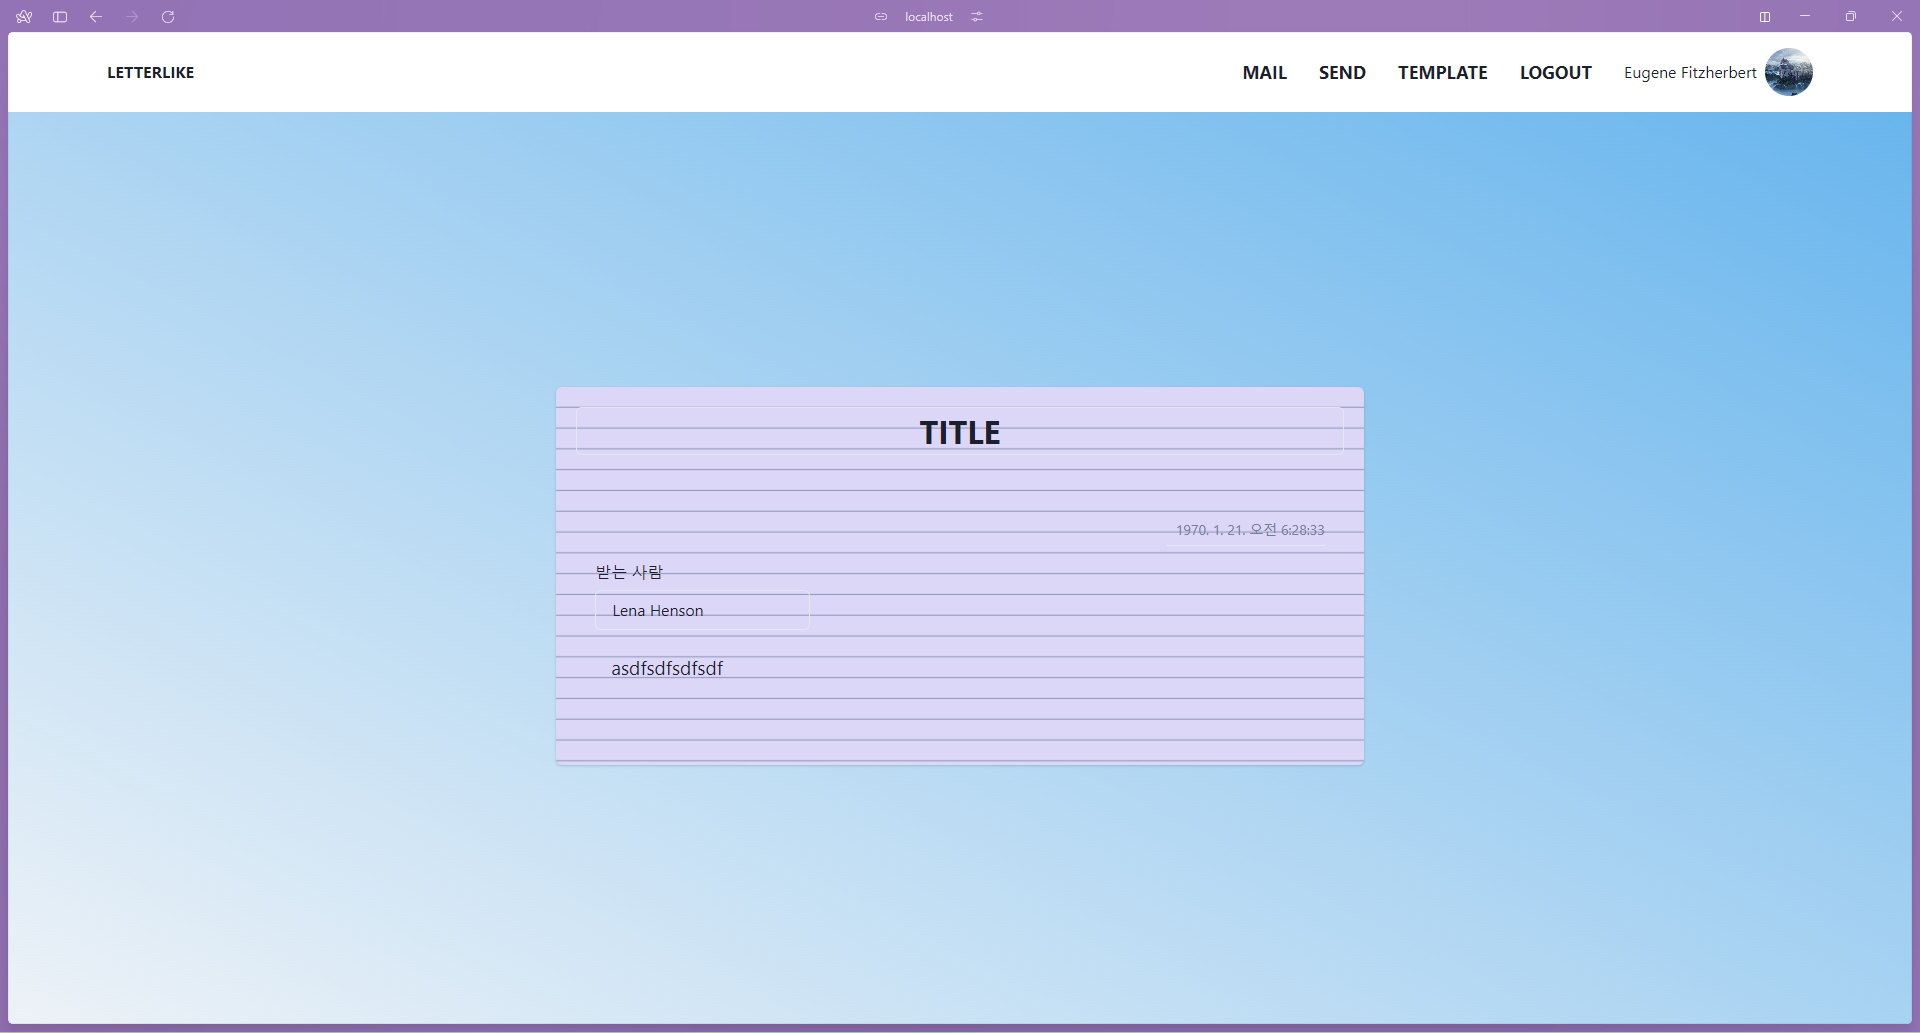 localhost
LETTERLIKE
MAIL SEND TEMPLATE LOGOUT Eugene Fitzherbert
TITLE
1970. 1. 21. 오전 6:28:33
받는 사람
Lena Henson
asdfsdfsdfsdf